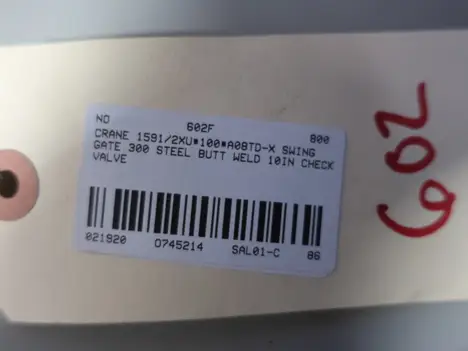 ND 602F 800
CRANE 1591/2XU*100*A08TD-X SWING
GATE 300 STEEL BUTT WELD 10IN CHECK
VALVE
021920 0745214 SAL01-C 86
602